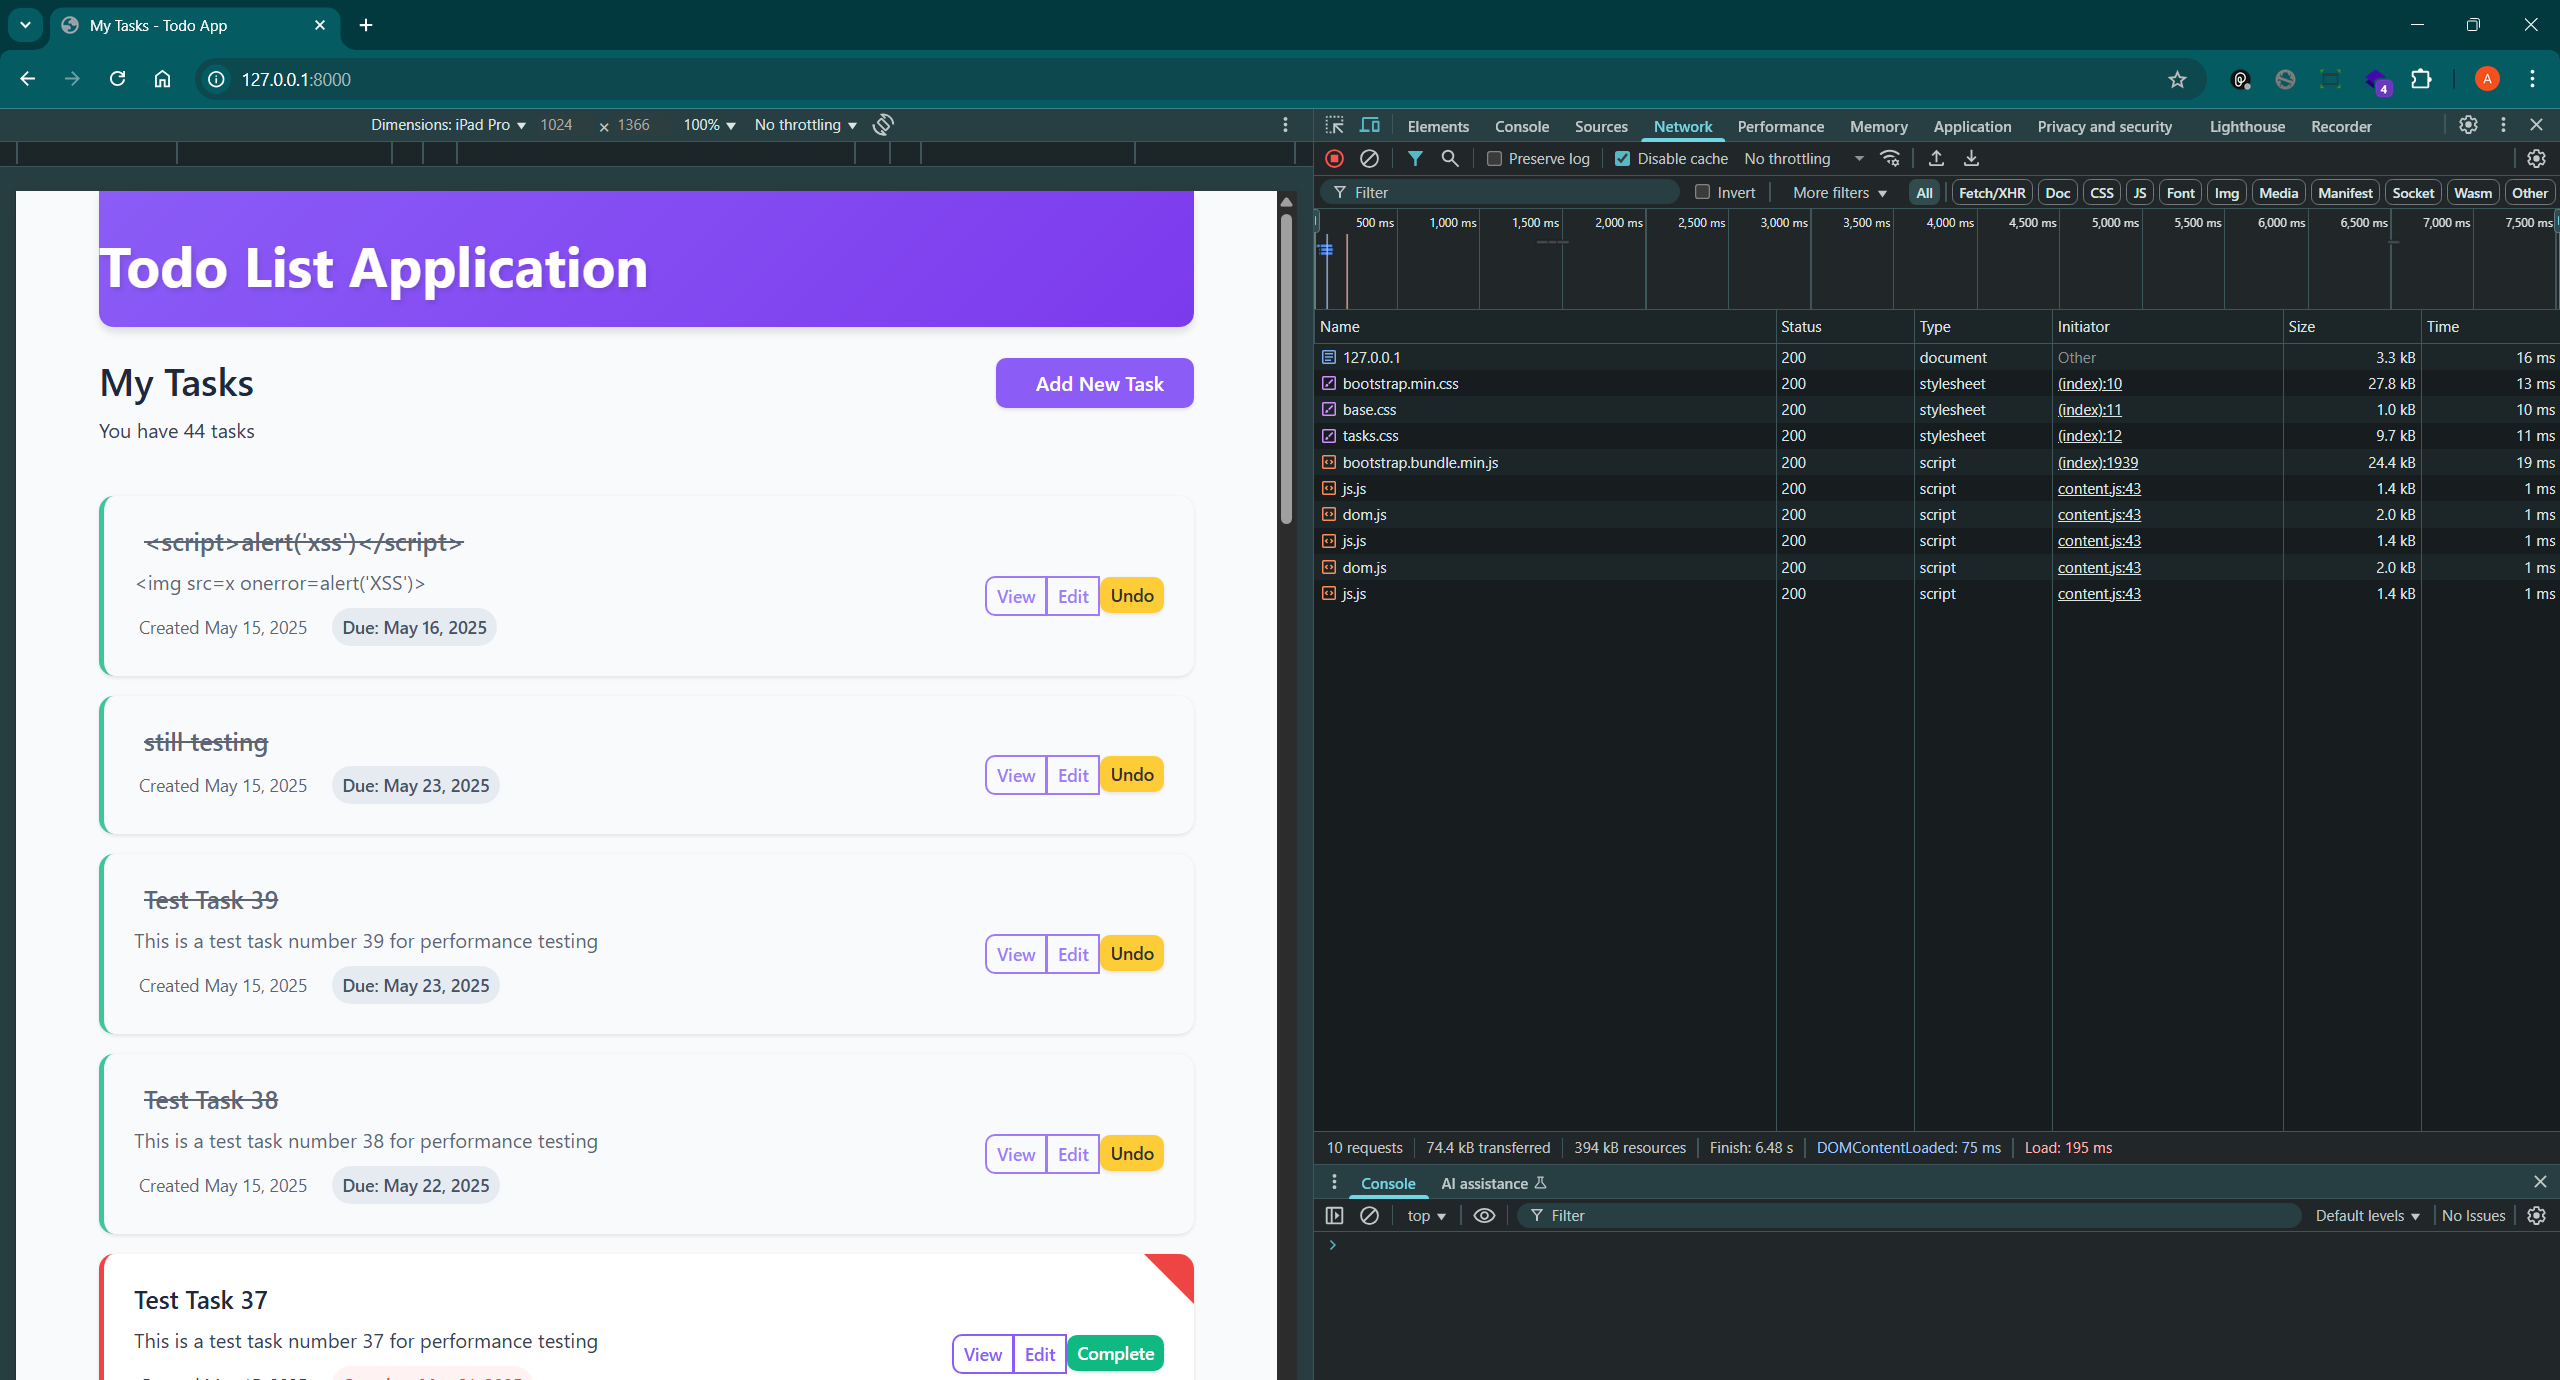 My Tasks - Todo App
127.0.0.1:8000
4
A
Dimensions: iPad Pro 1024 × 1366 100% No throttling
Todo List Application
My Tasks
Add New Task
You have 44 tasks
<script>alert('xss')</script>
<img src=x onerror=alert('XSS')>
View Edit Undo
Created May 15, 2025 Due: May 16, 2025
still testing
View Edit Undo
Created May 15, 2025 Due: May 23, 2025
Test Task 39
This is a test task number 39 for performance testing
View Edit Undo
Created May 15, 2025 Due: May 23, 2025
Test Task 38
This is a test task number 38 for performance testing
View Edit Undo
Created May 15, 2025 Due: May 22, 2025
Test Task 37
This is a test task number 37 for performance testing
View Edit Complete
Elements Console Sources Network Performance Memory Application Privacy and security Lighthouse Recorder
Preserve log Disable cache No throttling
Filter Invert More filters All Fetch/XHR Doc CSS JS Font Img Media Manifest Socket Wasm Other
500 ms 1,000 ms 1,500 ms 2,000 ms 2,500 ms 3,000 ms 3,500 ms 4,000 ms 4,500 ms 5,000 ms 5,500 ms 6,000 ms 6,500 ms 7,000 ms 7,500 ms
Name Status Type Initiator Size Time
127.0.0.1 200 document Other 3.3 kB 16 ms
bootstrap.min.css 200 stylesheet (index):10 27.8 kB 13 ms
base.css 200 stylesheet (index):11 1.0 kB 10 ms
tasks.css 200 stylesheet (index):12 9.7 kB 11 ms
bootstrap.bundle.min.js 200 script (index):1939 24.4 kB 19 ms
js.js 200 script content.js:43 1.4 kB 1 ms
dom.js 200 script content.js:43 2.0 kB 1 ms
js.js 200 script content.js:43 1.4 kB 1 ms
dom.js 200 script content.js:43 2.0 kB 1 ms
js.js 200 script content.js:43 1.4 kB 1 ms
10 requests 74.4 kB transferred 394 kB resources Finish: 6.48 s DOMContentLoaded: 75 ms Load: 195 ms
Console AI assistance
top Filter Default levels No Issues